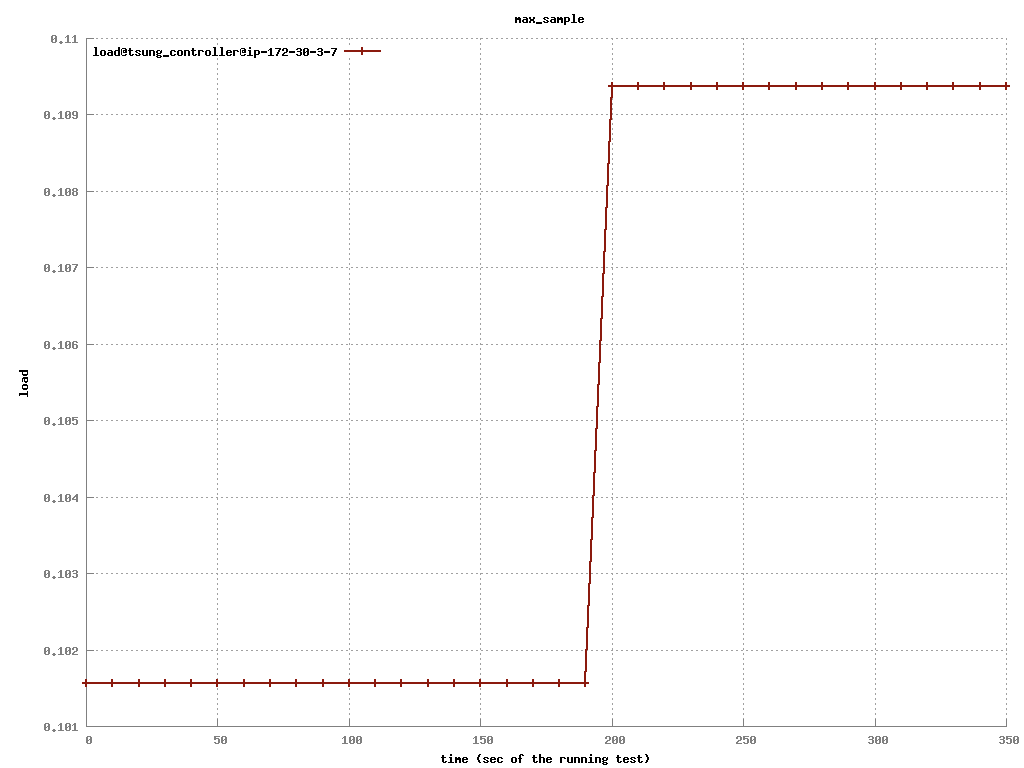 max_sample
load@tsung_controller@ip-172-30-3-7
0.11
0.109
0.108
0.107
0.106
0.105
0.104
0.103
0.102
0.101
load
0 50 100 150 200 250 300 350
time (sec of the running test)